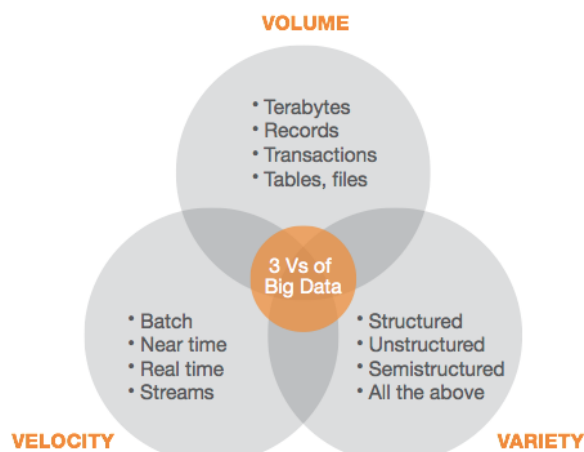 VOLUME
• Terabytes
• Records
• Transactions
• Tables, files
3 Vs of
Big Data
• Batch
• Near time
• Real time
• Streams
• Structured
• Unstructured
• Semistructured
• All the above
VELOCITY
VARIETY